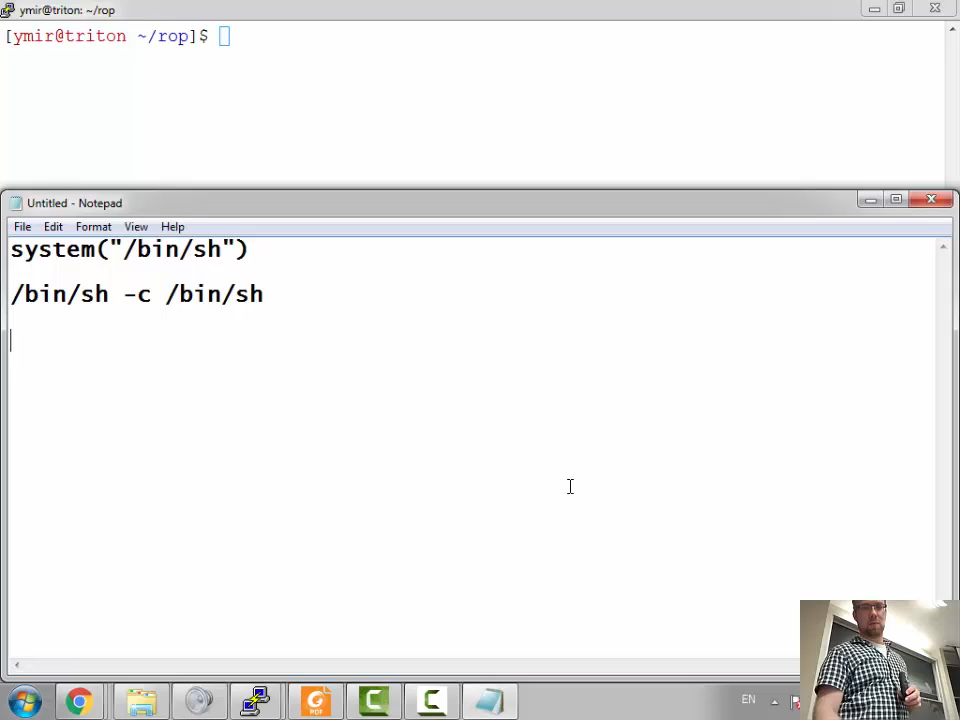 ymir@triton: ~/rop
[ymir@triton ~/rop]$
Untitled - Notepad
File Edit Format View Help
system("/bin/sh")
/bin/sh -c /bin/sh
PDF
EN